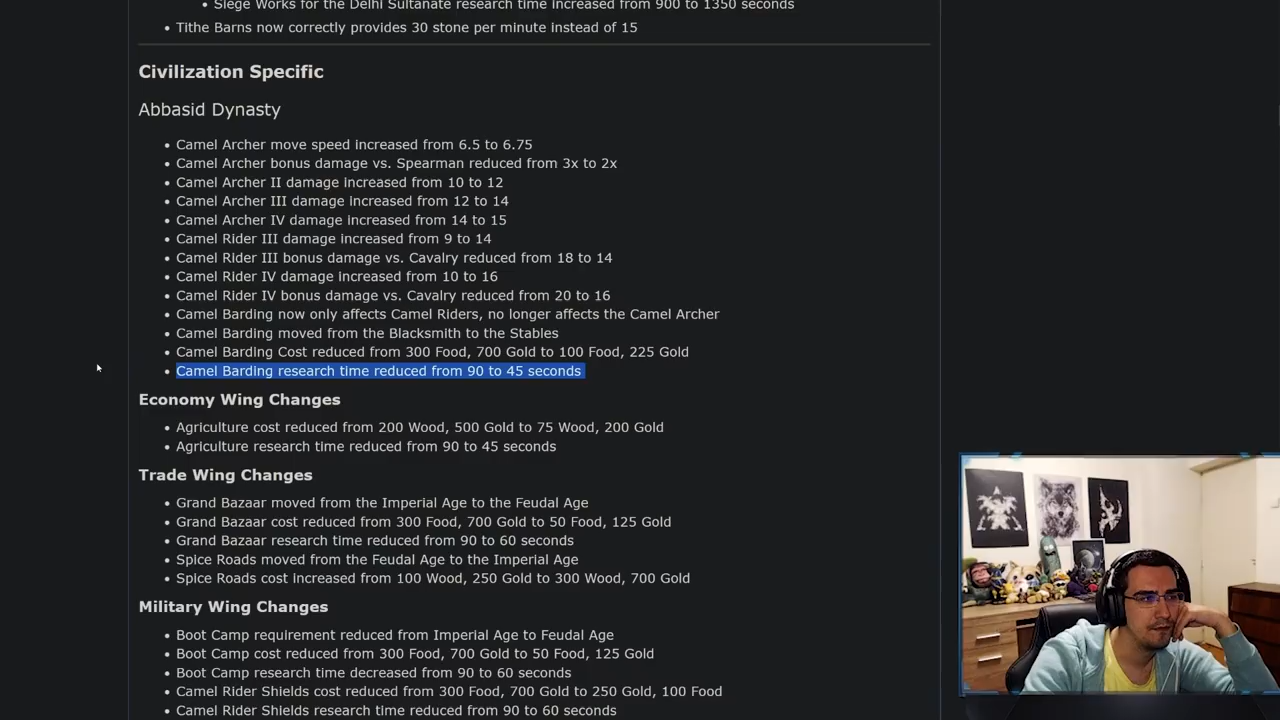 Siege Works for the Delhi Sultanate research time increased from 900 to 1350 seconds
Tithe Barns now correctly provides 30 stone per minute instead of 15
Civilization Specific
Abbasid Dynasty
Camel Archer move speed increased from 6.5 to 6.75
Camel Archer bonus damage vs. Spearman reduced from 3x to 2x
Camel Archer II damage increased from 10 to 12
Camel Archer III damage increased from 12 to 14
Camel Archer IV damage increased from 14 to 15
Camel Rider III damage increased from 9 to 14
Camel Rider III bonus damage vs. Cavalry reduced from 18 to 14
Camel Rider IV damage increased from 10 to 16
Camel Rider IV bonus damage vs. Cavalry reduced from 20 to 16
Camel Barding now only affects Camel Riders, no longer affects the Camel Archer
Camel Barding moved from the Blacksmith to the Stables
Camel Barding Cost reduced from 300 Food, 700 Gold to 100 Food, 225 Gold
Camel Barding research time reduced from 90 to 45 seconds
Economy Wing Changes
Agriculture cost reduced from 200 Wood, 500 Gold to 75 Wood, 200 Gold
Agriculture research time reduced from 90 to 45 seconds
Trade Wing Changes
Grand Bazaar moved from the Imperial Age to the Feudal Age
Grand Bazaar cost reduced from 300 Food, 700 Gold to 50 Food, 125 Gold
Grand Bazaar research time reduced from 90 to 60 seconds
Spice Roads moved from the Feudal Age to the Imperial Age
Spice Roads cost increased from 100 Wood, 250 Gold to 300 Wood, 700 Gold
Military Wing Changes
Boot Camp requirement reduced from Imperial Age to Feudal Age
Boot Camp cost reduced from 300 Food, 700 Gold to 50 Food, 125 Gold
Boot Camp research time decreased from 90 to 60 seconds
Camel Rider Shields cost reduced from 300 Food, 700 Gold to 250 Gold, 100 Food
Camel Rider Shields research time reduced from 90 to 60 seconds